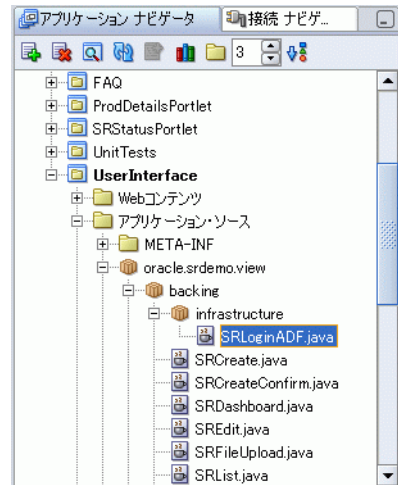 アプリケーション ナビゲータ
接続 ナビゲ...
3
FAQ
ProdDetailsPortlet
SRStatusPortlet
UnitTests
UserInterface
Webコンテンツ
アプリケーション・ソース
META-INF
oracle.srdemo.view
backing
infrastructure
SRLoginADF.java
SRCreate.java
SRCreateConfirm.java
SRDashboard.java
SREdit.java
SRFileUpload.java
SRList.java